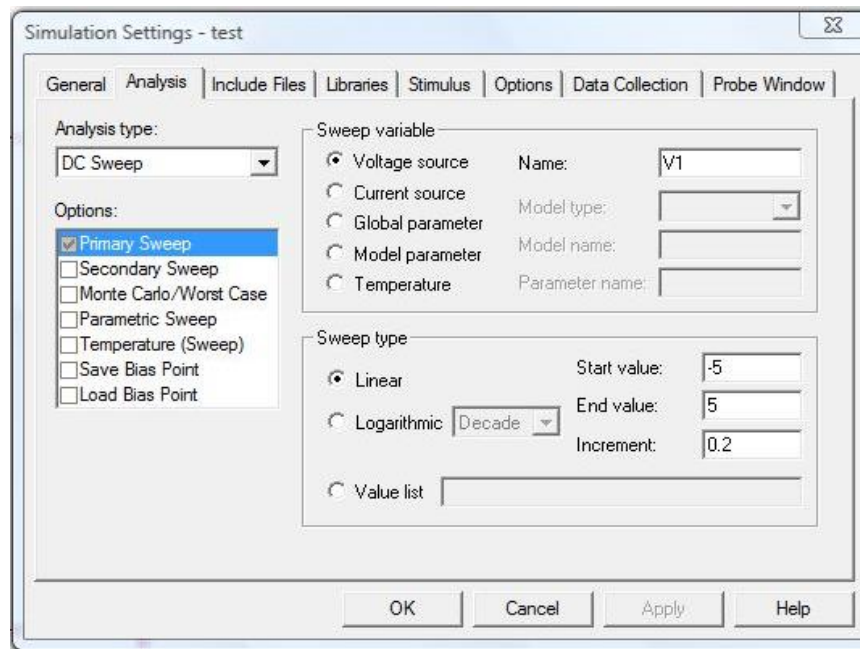 Simulation Settings - test
General Analysis Include Files Libraries Stimulus Options Data Collection Probe Window
Analysis type:
DC Sweep
Options:
Primary Sweep
Secondary Sweep
Monte Carlo/Worst Case
Parametric Sweep
Temperature (Sweep)
Save Bias Point
Load Bias Point
Sweep variable
Voltage source
Current source
Global parameter
Model parameter
Temperature
Name: V1
Model type:
Model name:
Parameter name:
Sweep type
Linear
Logarithmic Decade
Value list
Start value: -5
End value: 5
Increment: 0.2
OK Cancel Apply Help